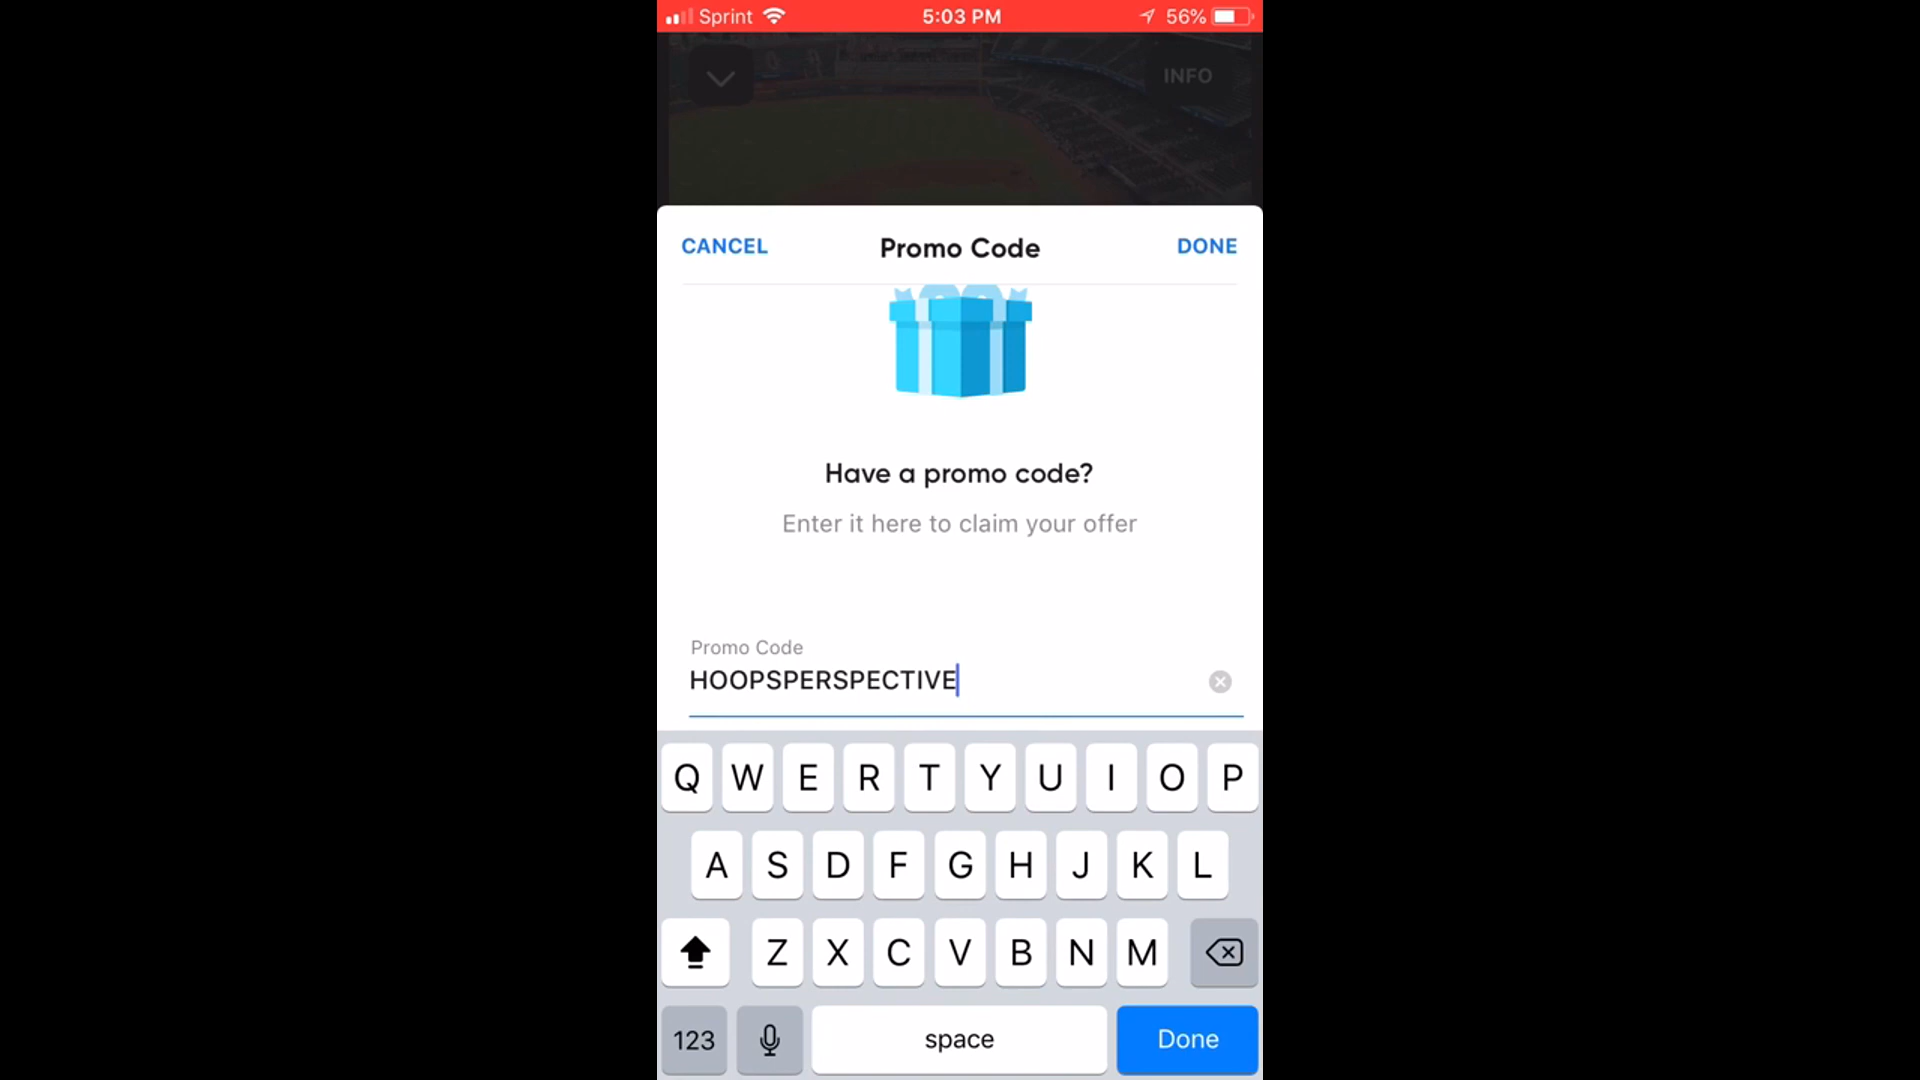 Sprint 5:03 PM 56%
INFO
CANCEL Promo Code DONE
Have a promo code?
Enter it here to claim your offer
Promo Code
HOOPSPERSPECTIVE
Q W E R T Y U I O P
A S D F G H J K L
Z X C V B N M
123 space Done